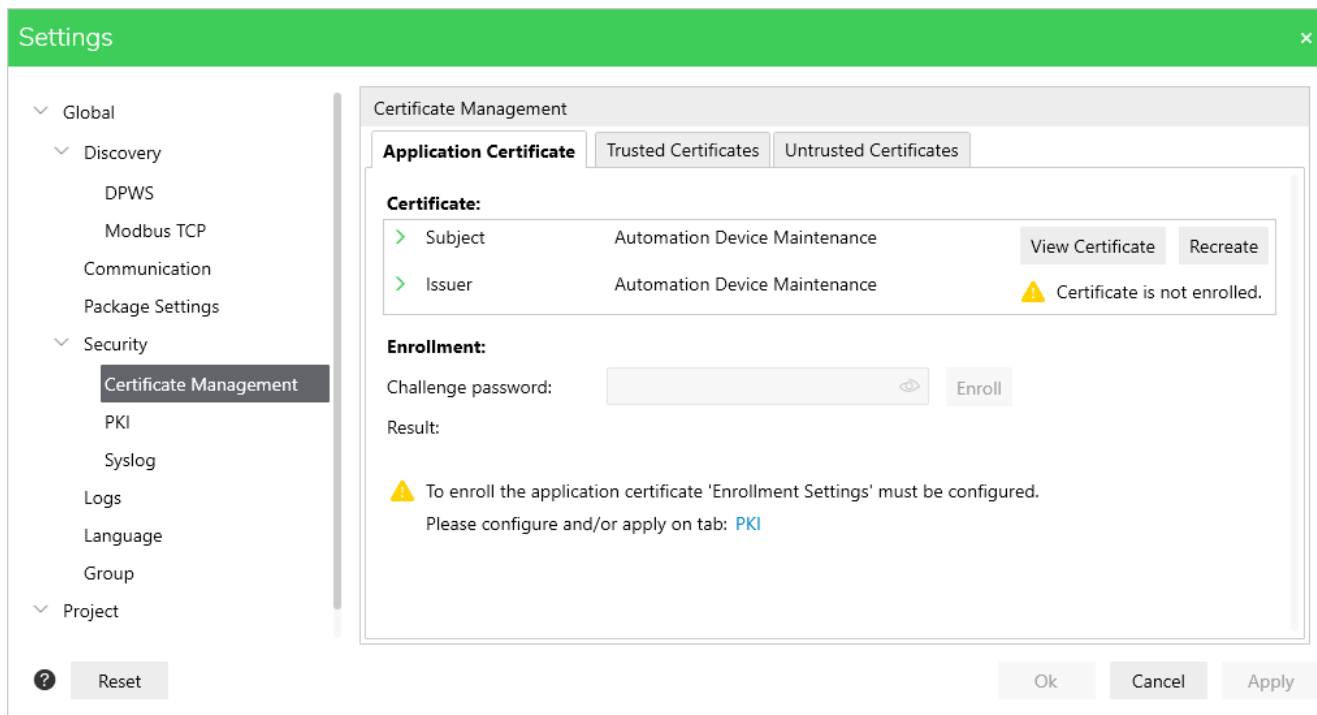 Settings
Global
Discovery
DPWS
Modbus TCP
Communication
Package Settings
Security
Certificate Management
PKI
Syslog
Logs
Language
Group
Project
Certificate Management
Application Certificate Trusted Certificates Untrusted Certificates
Certificate:
Subject Automation Device Maintenance View Certificate Recreate
Issuer Automation Device Maintenance Certificate is not enrolled.
Enrollment:
Challenge password: Enroll
Result:
To enroll the application certificate 'Enrollment Settings' must be configured.
Please configure and/or apply on tab: PKI
Reset Ok Cancel Apply